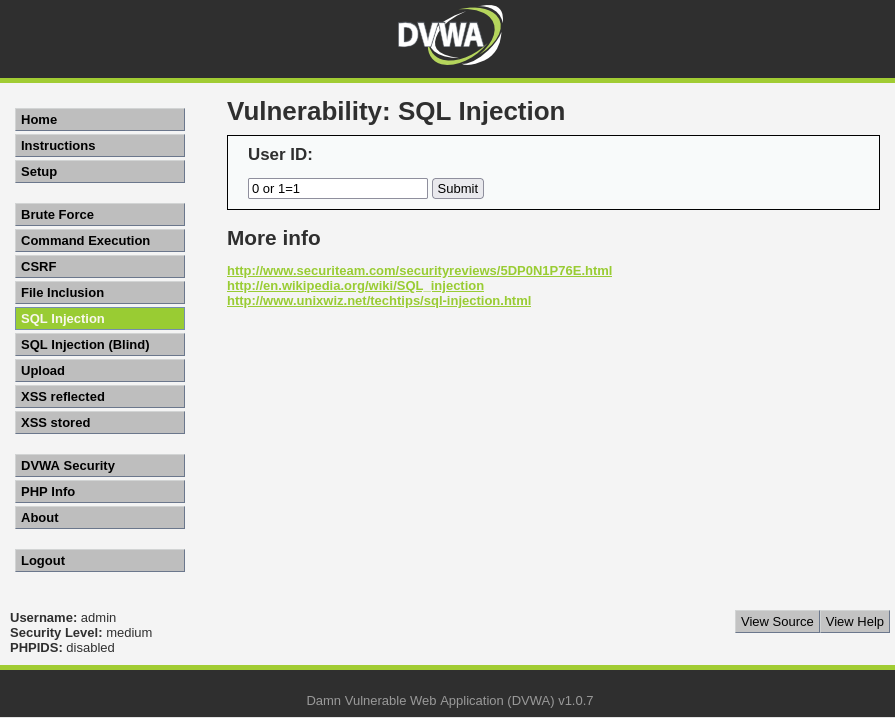 DVWA
Home
Instructions
Setup
Brute Force
Command Execution
CSRF
File Inclusion
SQL Injection
SQL Injection (Blind)
Upload
XSS reflected
XSS stored
DVWA Security
PHP Info
About
Logout
Vulnerability: SQL Injection
User ID:
0 or 1=1 Submit
More info
http://www.securiteam.com/securityreviews/5DP0N1P76E.html
http://en.wikipedia.org/wiki/SQL_injection
http://www.unixwiz.net/techtips/sql-injection.html
Username: admin
Security Level: medium
PHPIDS: disabled
View Source View Help
Damn Vulnerable Web Application (DVWA) v1.0.7